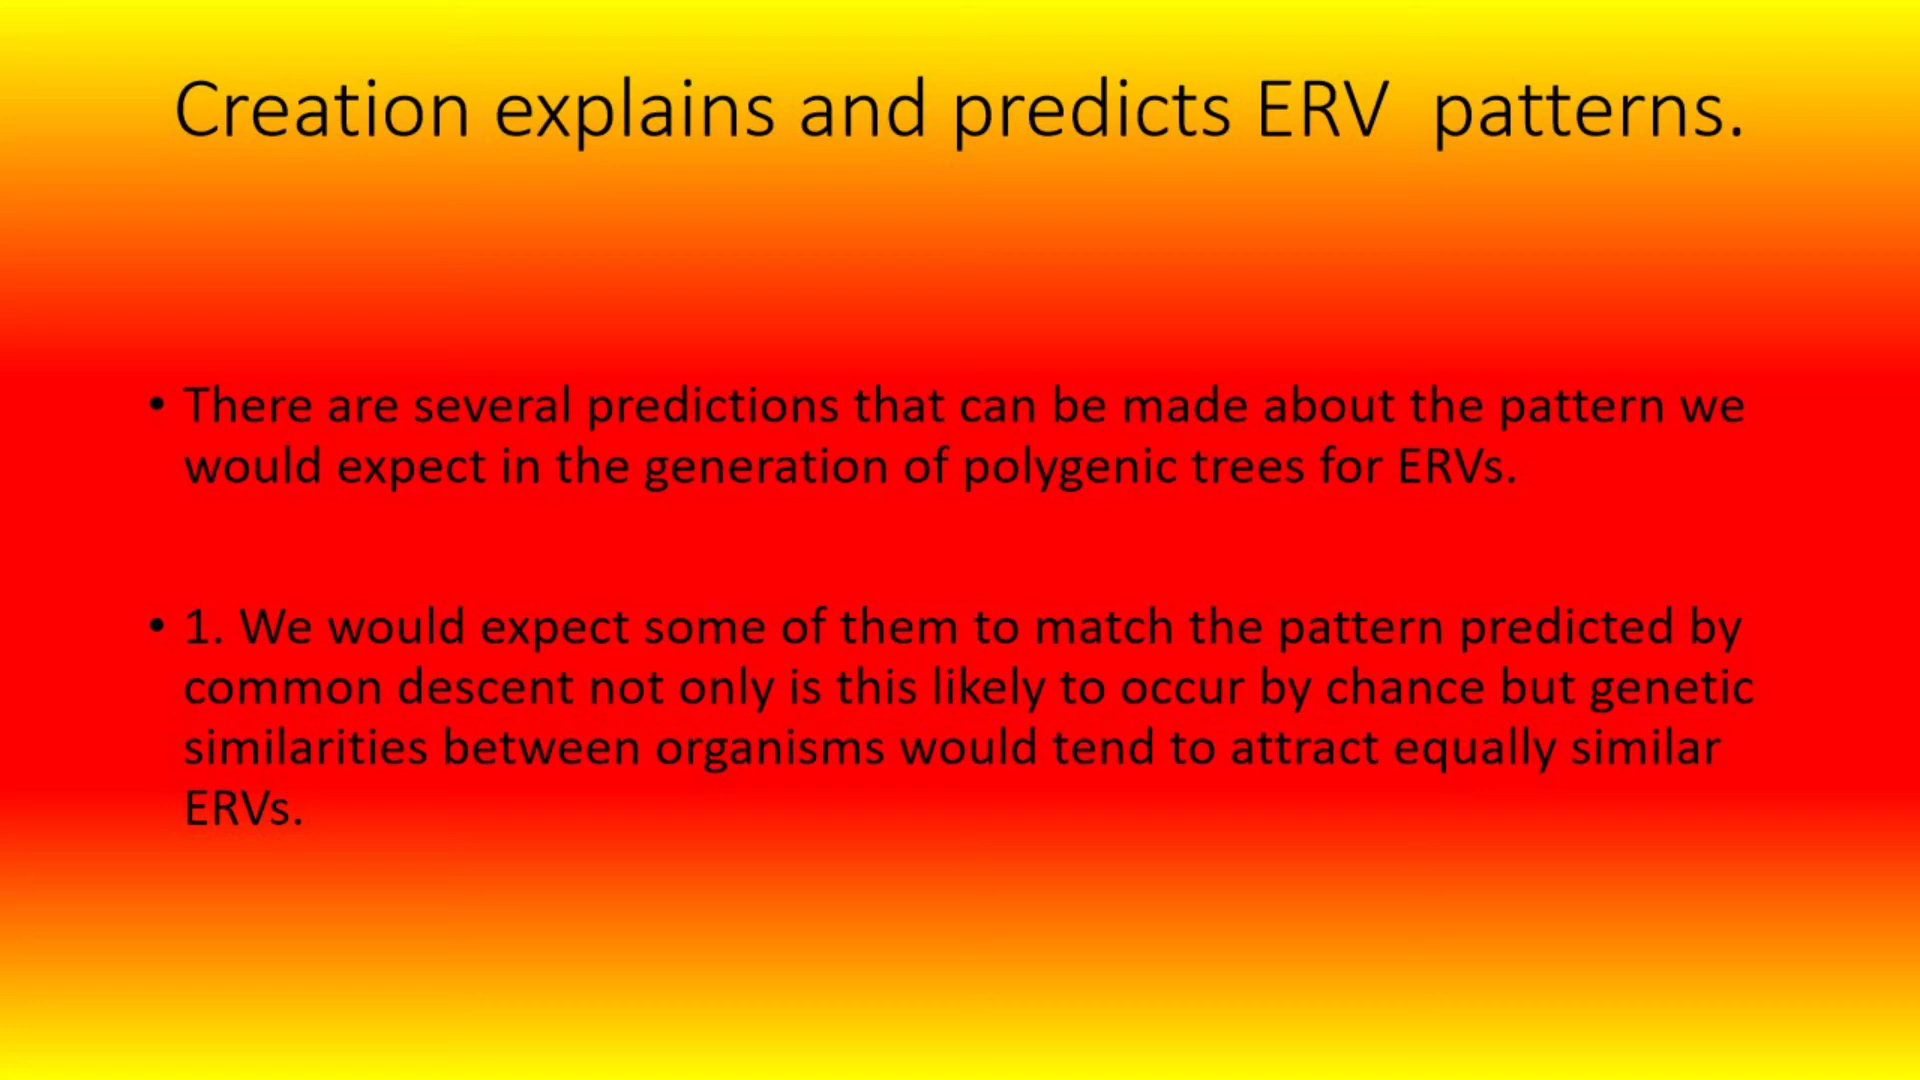 Creation explains and predicts ERV  patterns.
• There are several predictions that can be made about the pattern we
would expect in the generation of polygenic trees for ERVs.
• 1. We would expect some of them to match the pattern predicted by
common descent not only is this likely to occur by chance but genetic
similarities between organisms would tend to attract equally similar
ERVs.